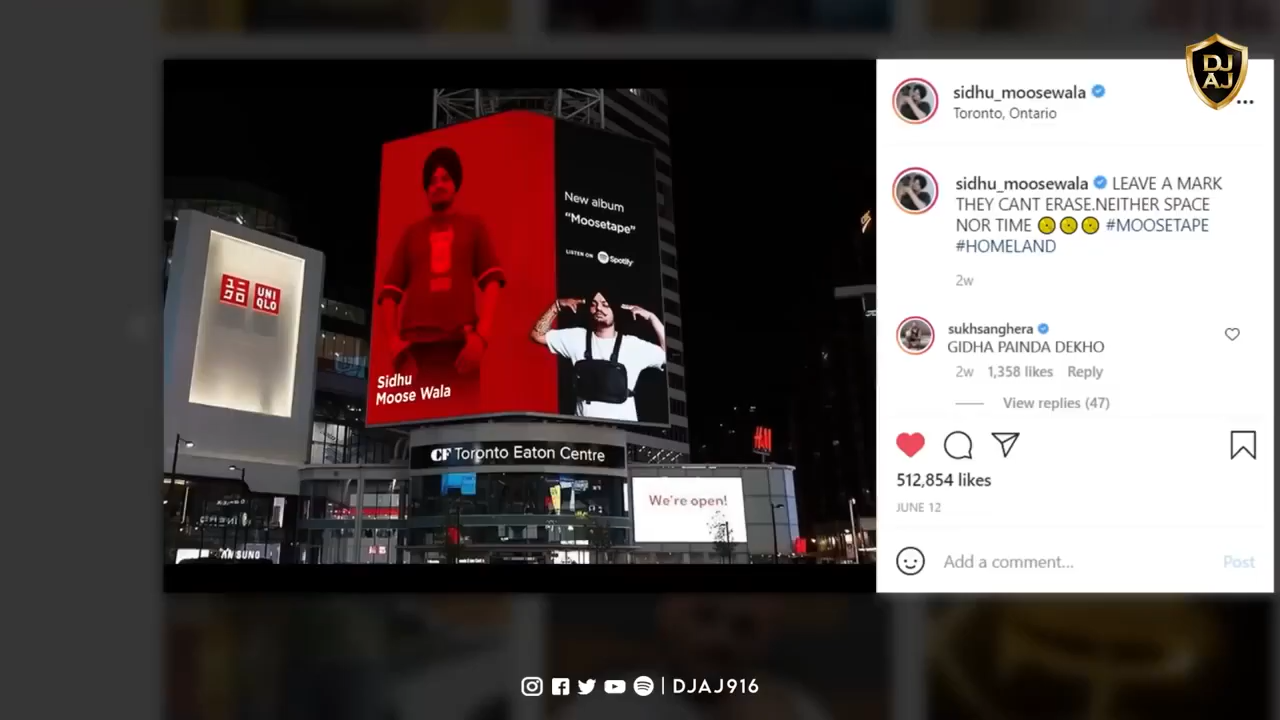 DJ
AJ
sidhu_moosewala
Toronto, Ontario
...
sidhu_moosewala LEAVE A MARK
THEY CANT ERASE.NEITHER SPACE
NOR TIME #MOOSETAPE
#HOMELAND
2w
sukhsanghera
GIDHA PAINDA DEKHO
2w 1,358 likes Reply
View replies (47)
512,854 likes
JUNE 12
Add a comment... Post
New album
“Moosetape”
LISTEN ON Spotify
ユニ
クロ
UNI
QLO
Sidhu
Moose Wala
CF Toronto Eaton Centre
H&M
We're open!
| DJAJ916